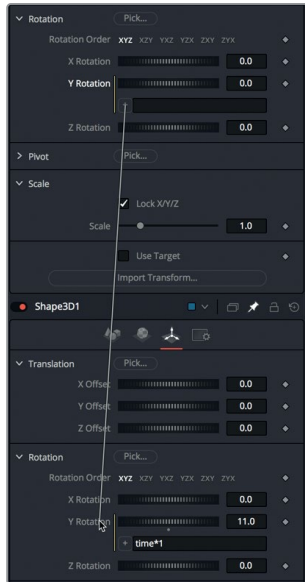 Rotation Pick...
Rotation Order XYZ XZY YXZ YZX ZXY ZYX
X Rotation 0.0
Y Rotation 0.0
+
Z Rotation 0.0
Pivot Pick...
Scale
Lock X/Y/Z
Scale 1.0
Use Target
Import Transform...
Shape3D1
Translation Pick...
X Offset 0.0
Y Offset 0.0
Z Offset 0.0
Rotation Pick...
Rotation Order XYZ XZY YXZ YZX ZXY ZYX
X Rotation 0.0
Y Rotation 11.0
+ time*1
Z Rotation 0.0